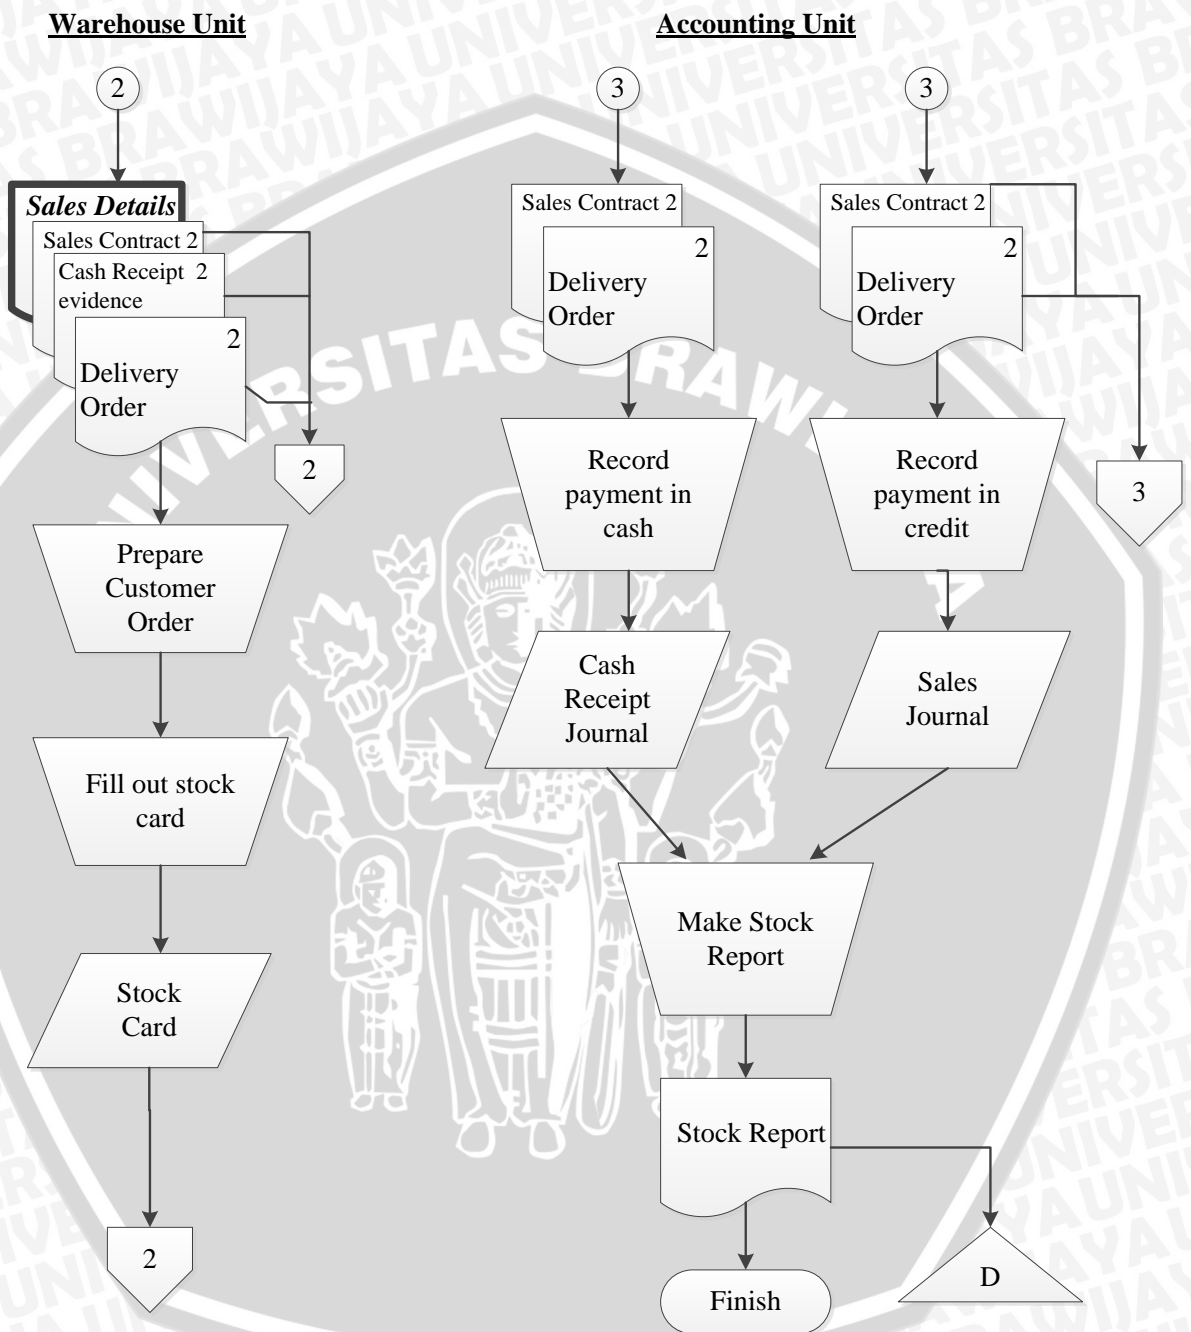 Warehouse Unit
Accounting Unit
2
3
3
Sales Details
Sales Contract 2
Cash Receipt 2
evidence
2
Delivery
Order
2
Prepare
Customer
Order
Fill out stock
card
Stock
Card
2
Sales Contract 2
2
Delivery
Order
Record
payment in
cash
Cash
Receipt
Journal
Sales Contract 2
2
Delivery
Order
3
Record
payment in
credit
Sales
Journal
Make Stock
Report
Stock Report
Finish
D
UNIVERSITAS BRAWIJAYA